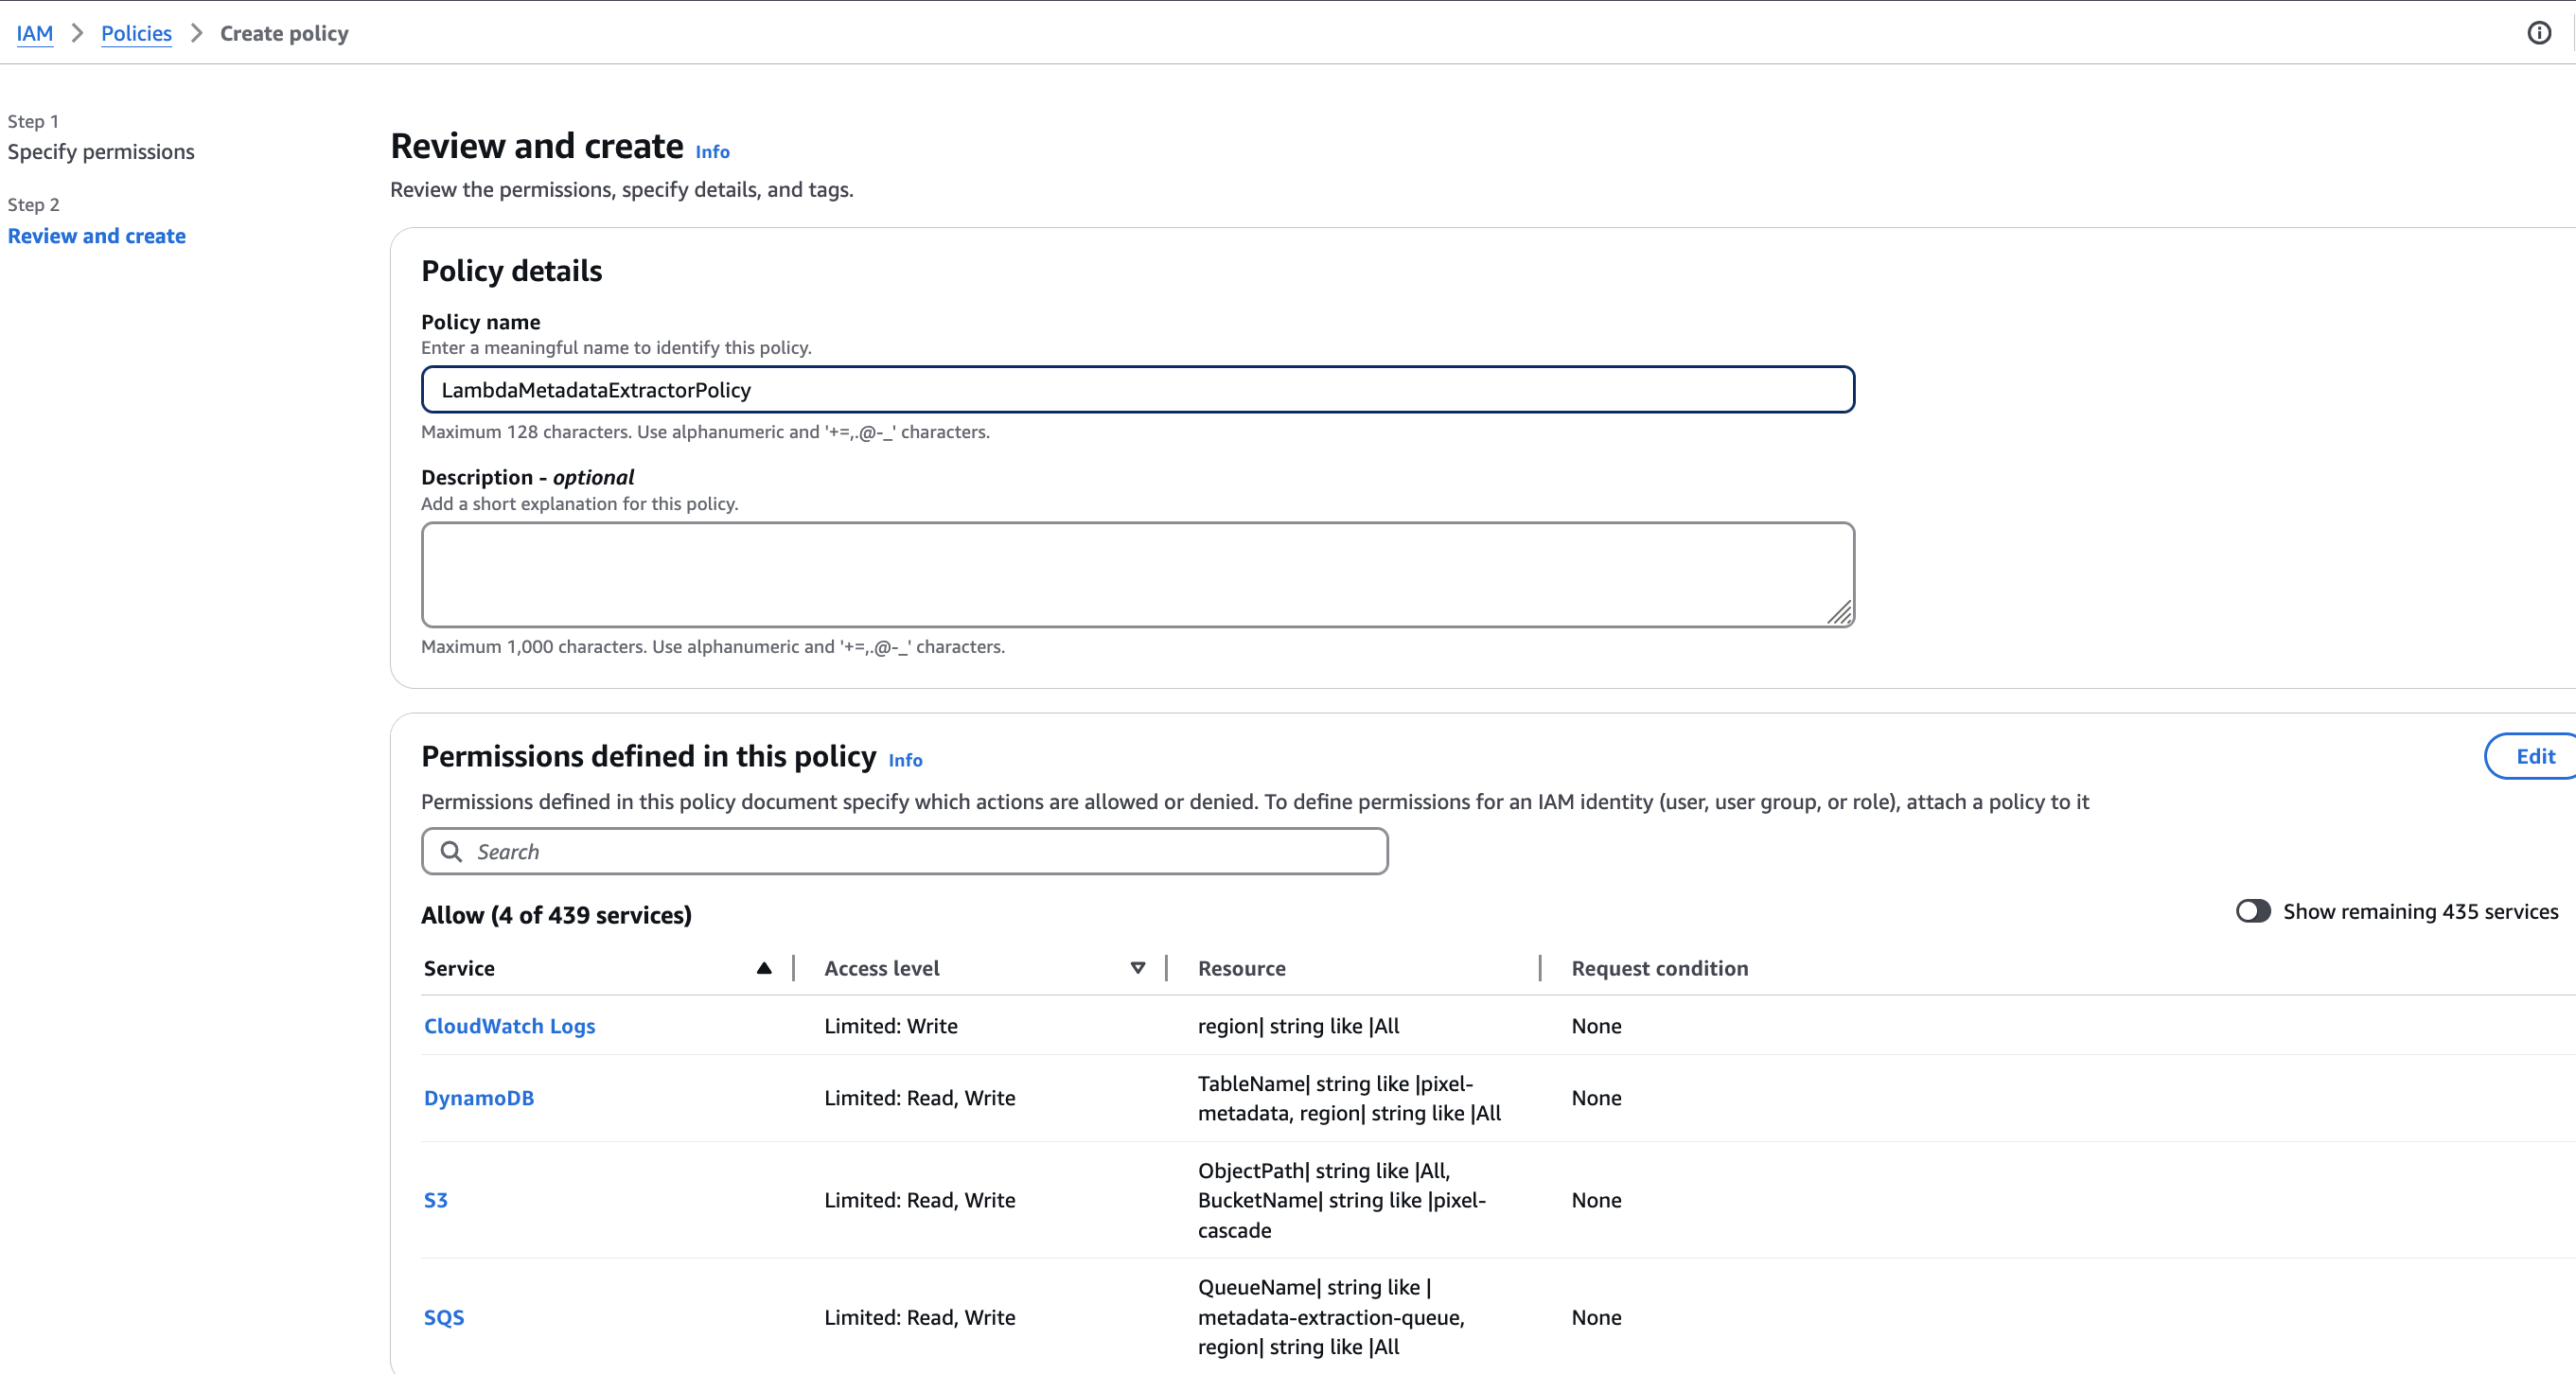 IAM > Policies > Create policy
Step 1
Specify permissions
Step 2
Review and create
Review and create Info
Review the permissions, specify details, and tags.
Policy details
Policy name
Enter a meaningful name to identify this policy.
LambdaMetadataExtractorPolicy
Maximum 128 characters. Use alphanumeric and '+=,.@-_' characters.
Description - optional
Add a short explanation for this policy.
Maximum 1,000 characters. Use alphanumeric and '+=,.@-_' characters.
Permissions defined in this policy Info
Edit
Permissions defined in this policy document specify which actions are allowed or denied. To define permissions for an IAM identity (user, user group, or role), attach a policy to it
Search
Allow (4 of 439 services)
Show remaining 435 services
Service Access level Resource Request condition
CloudWatch Logs Limited: Write region| string like |All None
DynamoDB Limited: Read, Write
TableName| string like |pixel-
metadata, region| string like |All
None
S3 Limited: Read, Write
ObjectPath| string like |All,
BucketName| string like |pixel-
cascade
None
SQS Limited: Read, Write
QueueName| string like |
metadata-extraction-queue,
region| string like |All
None